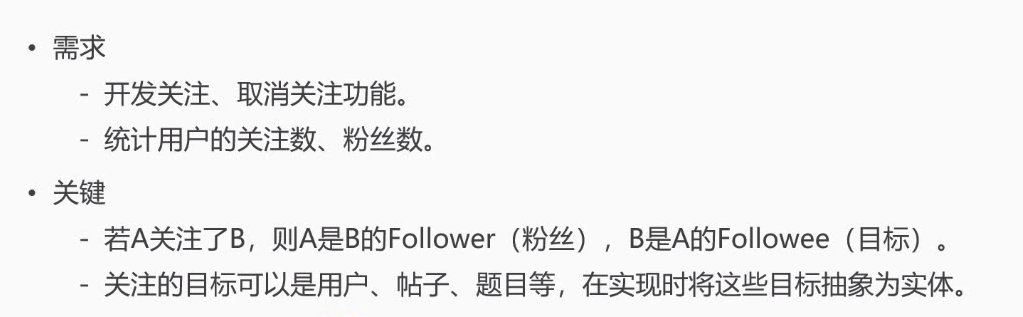 • 需求
- 开发关注、取消关注功能。
- 统计用户的关注数、粉丝数。
• 关键
- 若A关注了B，则A是B的Follower（粉丝），B是A的Followee（目标）。
- 关注的目标可以是用户、帖子、题目等，在实现时将这些目标抽象为实体。